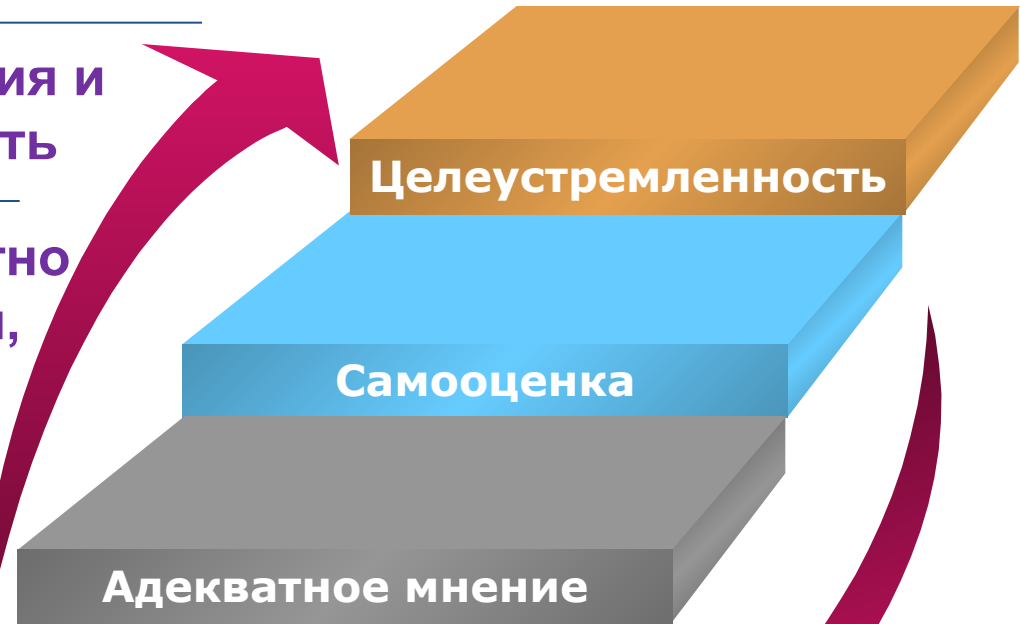 ия и
ть
тно
,
Целеустремленность
Самооценка
Адекватное мнение